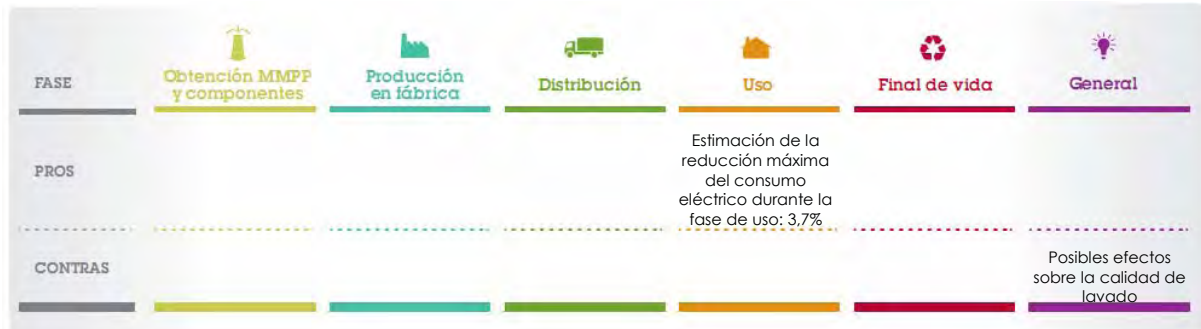 FASE
Obtención MMPP
y componentes
Producción
en fábrica
Distribución
Uso
Final de vida
General
PROS
Estimación de la
reducción máxima
del consumo
eléctrico durante la
fase de uso: 3,7%
CONTRAS
Posibles efectos
sobre la calidad de
lavado